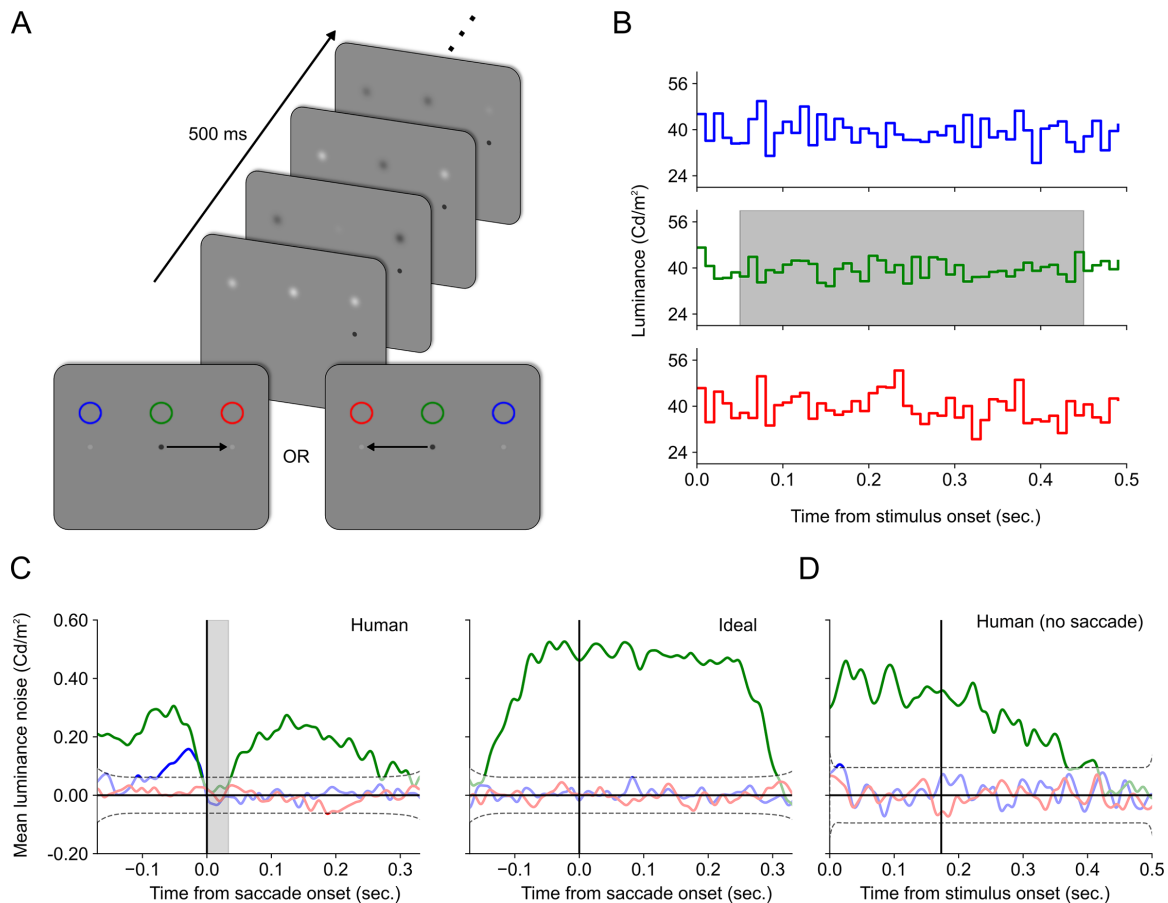 A
B
500 ms
OR
Luminance (Cd/m²)
56
40
24
56
40
24
56
40
24
0.0 0.1 0.2 0.3 0.4 0.5
Time from stimulus onset (sec.)
C
D
Mean luminance noise (Cd/m²)
0.60
0.40
0.20
0.00
-0.20
Human
Ideal
Human (no saccade)
−0.1 0.0 0.1 0.2 0.3
−0.1 0.0 0.1 0.2 0.3
0.0 0.1 0.2 0.3 0.4 0.5
Time from saccade onset (sec.)
Time from saccade onset (sec.)
Time from stimulus onset (sec.)